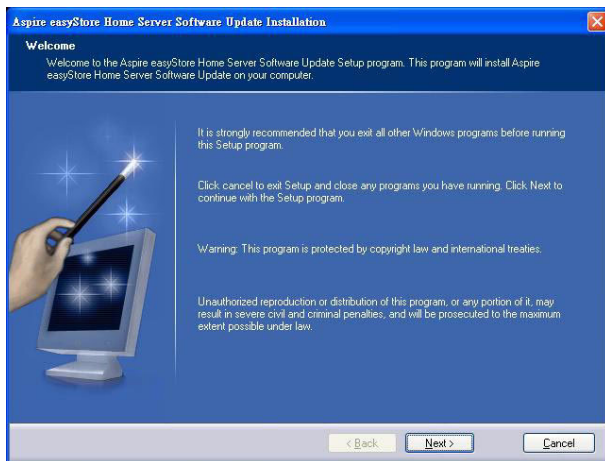 Aspire easyStore Home Server Software Update Installation
Welcome
Welcome to the Aspire easyStore Home Server Software Update Setup program. This program will install Aspire
easyStore Home Server Software Update on your computer.
It is strongly recommended that you exit all other Windows programs before running
this Setup program.
Click cancel to exit Setup and close any programs you have running. Click Next to
continue with the Setup program.
Warning: This program is protected by copyright law and international treaties.
Unauthorized reproduction or distribution of this program, or any portion of it, may
result in severe civil and criminal penalties, and will be prosecuted to the maximum
extent possible under law.
< Back
Next >
Cancel